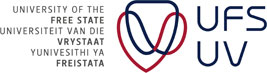 UNIVERSITY OF THE
FREE STATE
UNIVERSITEIT VAN DIE
VRYSTAAT
YUNIVESITHI YA
FREISTATA
UFS
UV